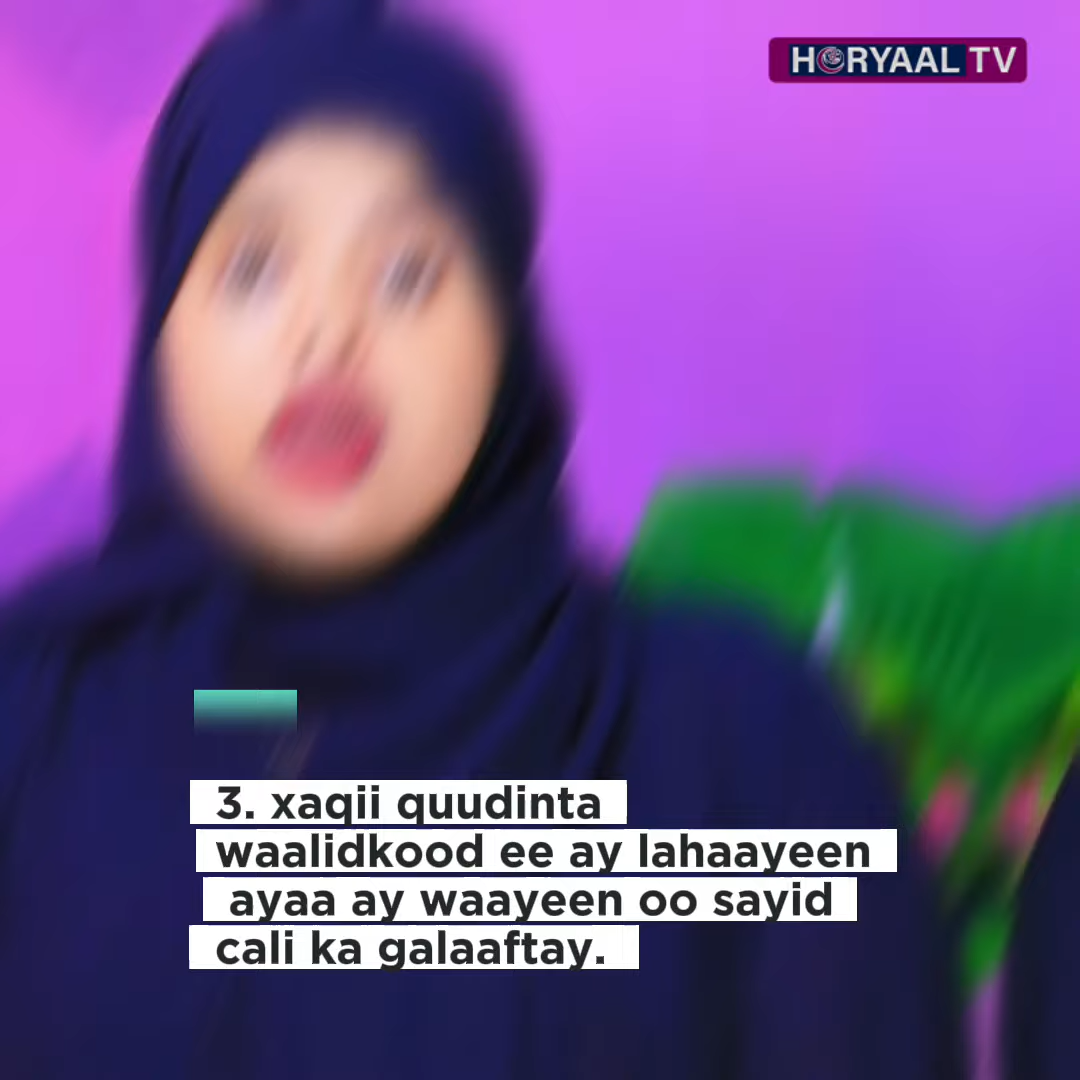 HORYAAL TV
3. xaqii quudinta
waalidkood ee ay lahaayeen
ayaa ay waayeen oo sayid
cali ka galaaftay.